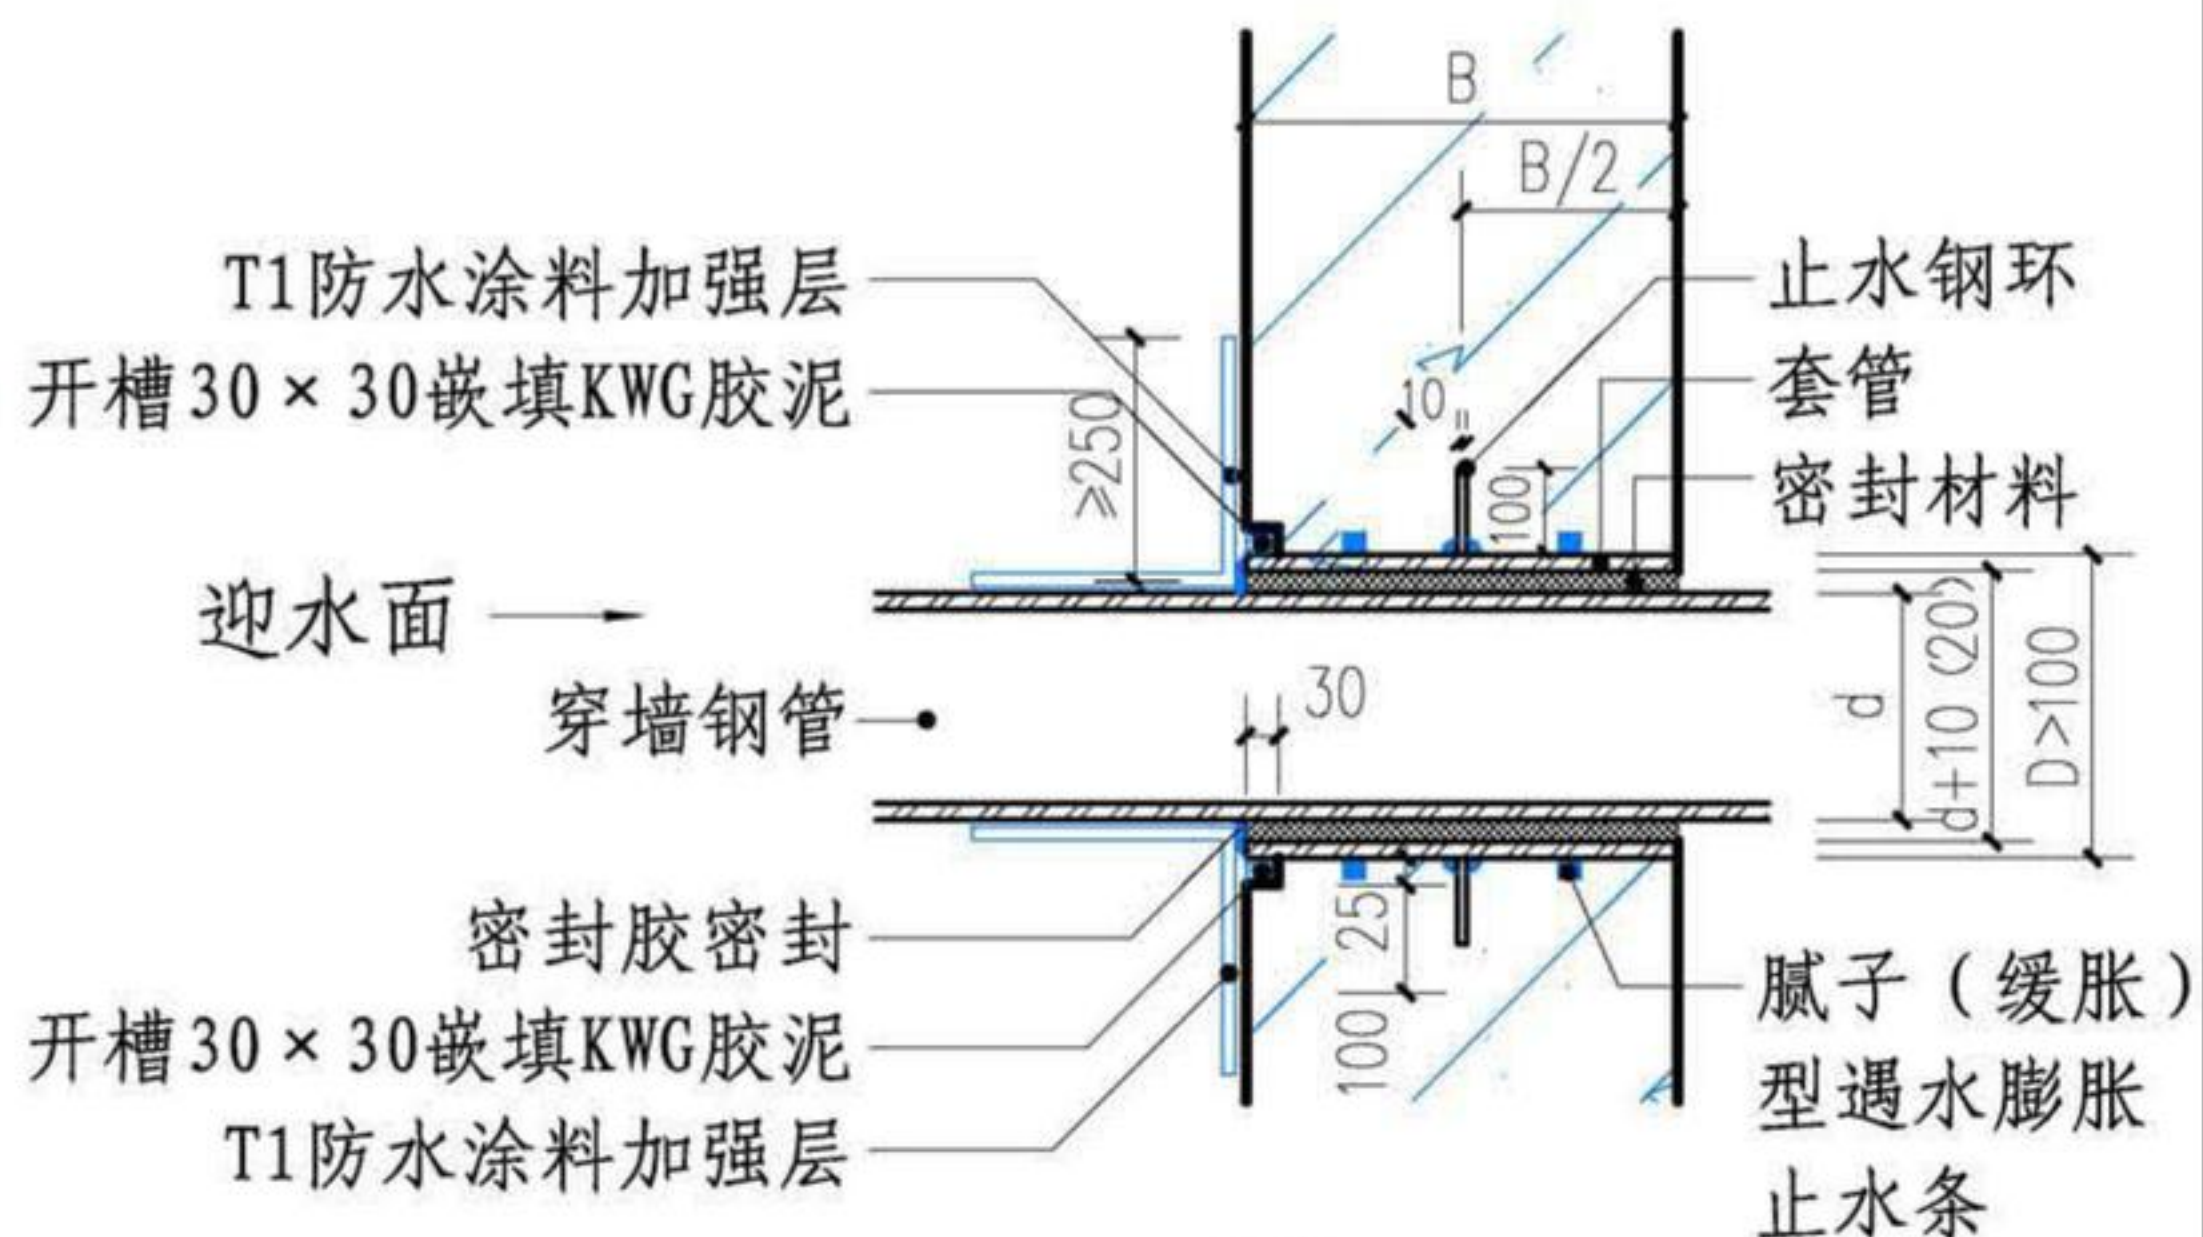 B
B/2
T1防水涂料加强层
止水钢环
开槽30×30嵌填KWG胶泥
套管
10
≥250
100
密封材料
迎水面
穿墙钢管
30
d
d+10（20）
D>100
密封胶密封
25
100
开槽30×30嵌填KWG胶泥
T1防水涂料加强层
腻子（缓胀）
型遇水膨胀
止水条